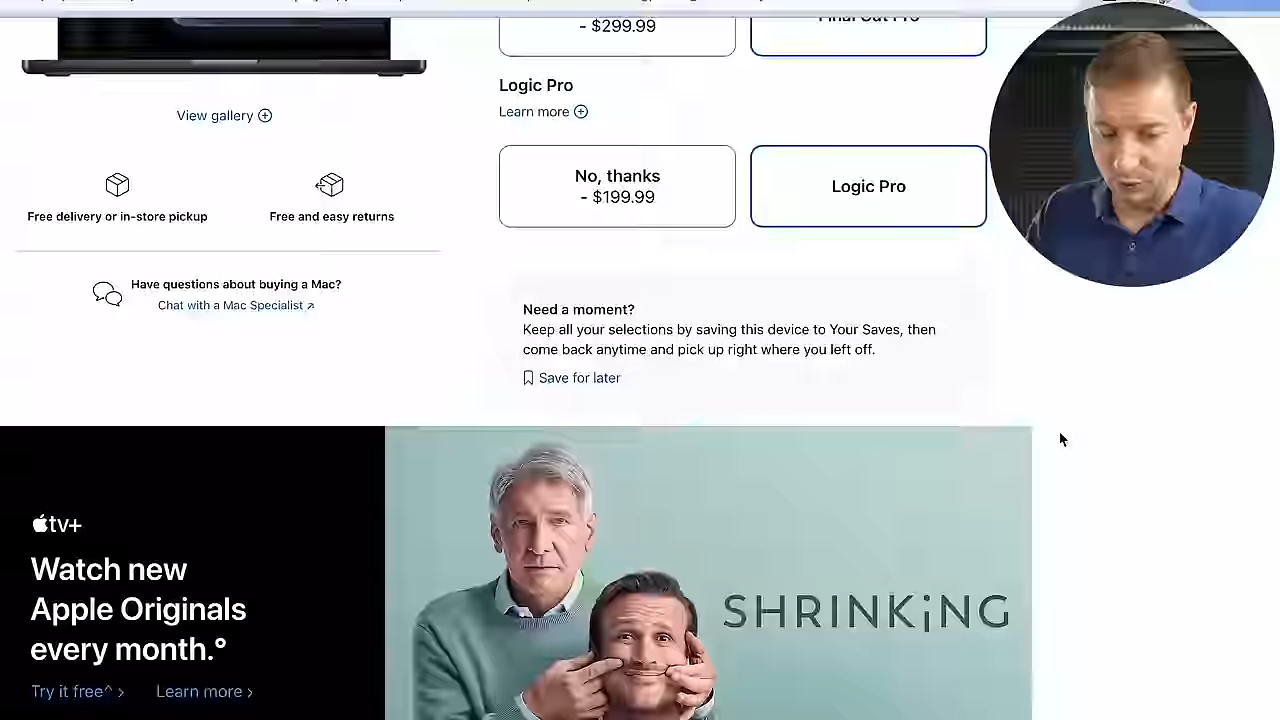 - $299.99
Final Cut Pro
Logic Pro
Learn more
View gallery
No, thanks
- $199.99
Logic Pro
Free delivery or in-store pickup
Free and easy returns
Have questions about buying a Mac?
Chat with a Mac Specialist ↗
Need a moment?
Keep all your selections by saving this device to Your Saves, then
come back anytime and pick up right where you left off.
Save for later
tv+
Watch new
Apple Originals
every month.°
Try it free^ >
Learn more >
SHRINKiNG